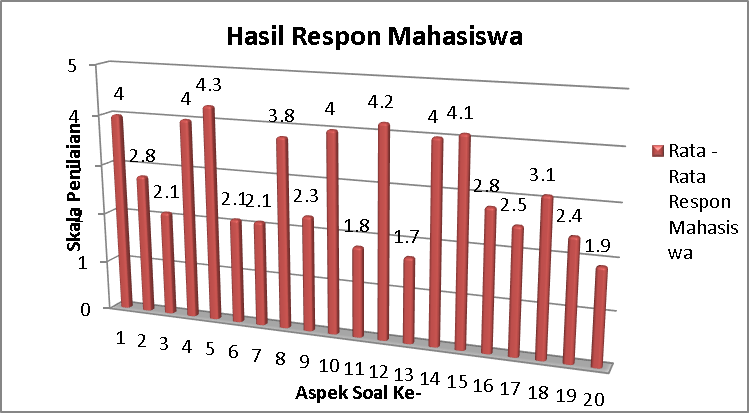 Hasil Respon Mahasiswa
5
4
1
0
Skala Penilaian
4
2.8
2.1
4
4.3
2.1
2.1
3.8
2.3
4
1.8
4.2
1.7
4
4.1
2.8
2.5
3.1
2.4
1.9
1 2 3 4 5 6 7 8 9 10 11 12 13 14 15 16 17 18 19 20
Aspek Soal Ke-
Rata -
Rata
Respon
Mahasis
wa